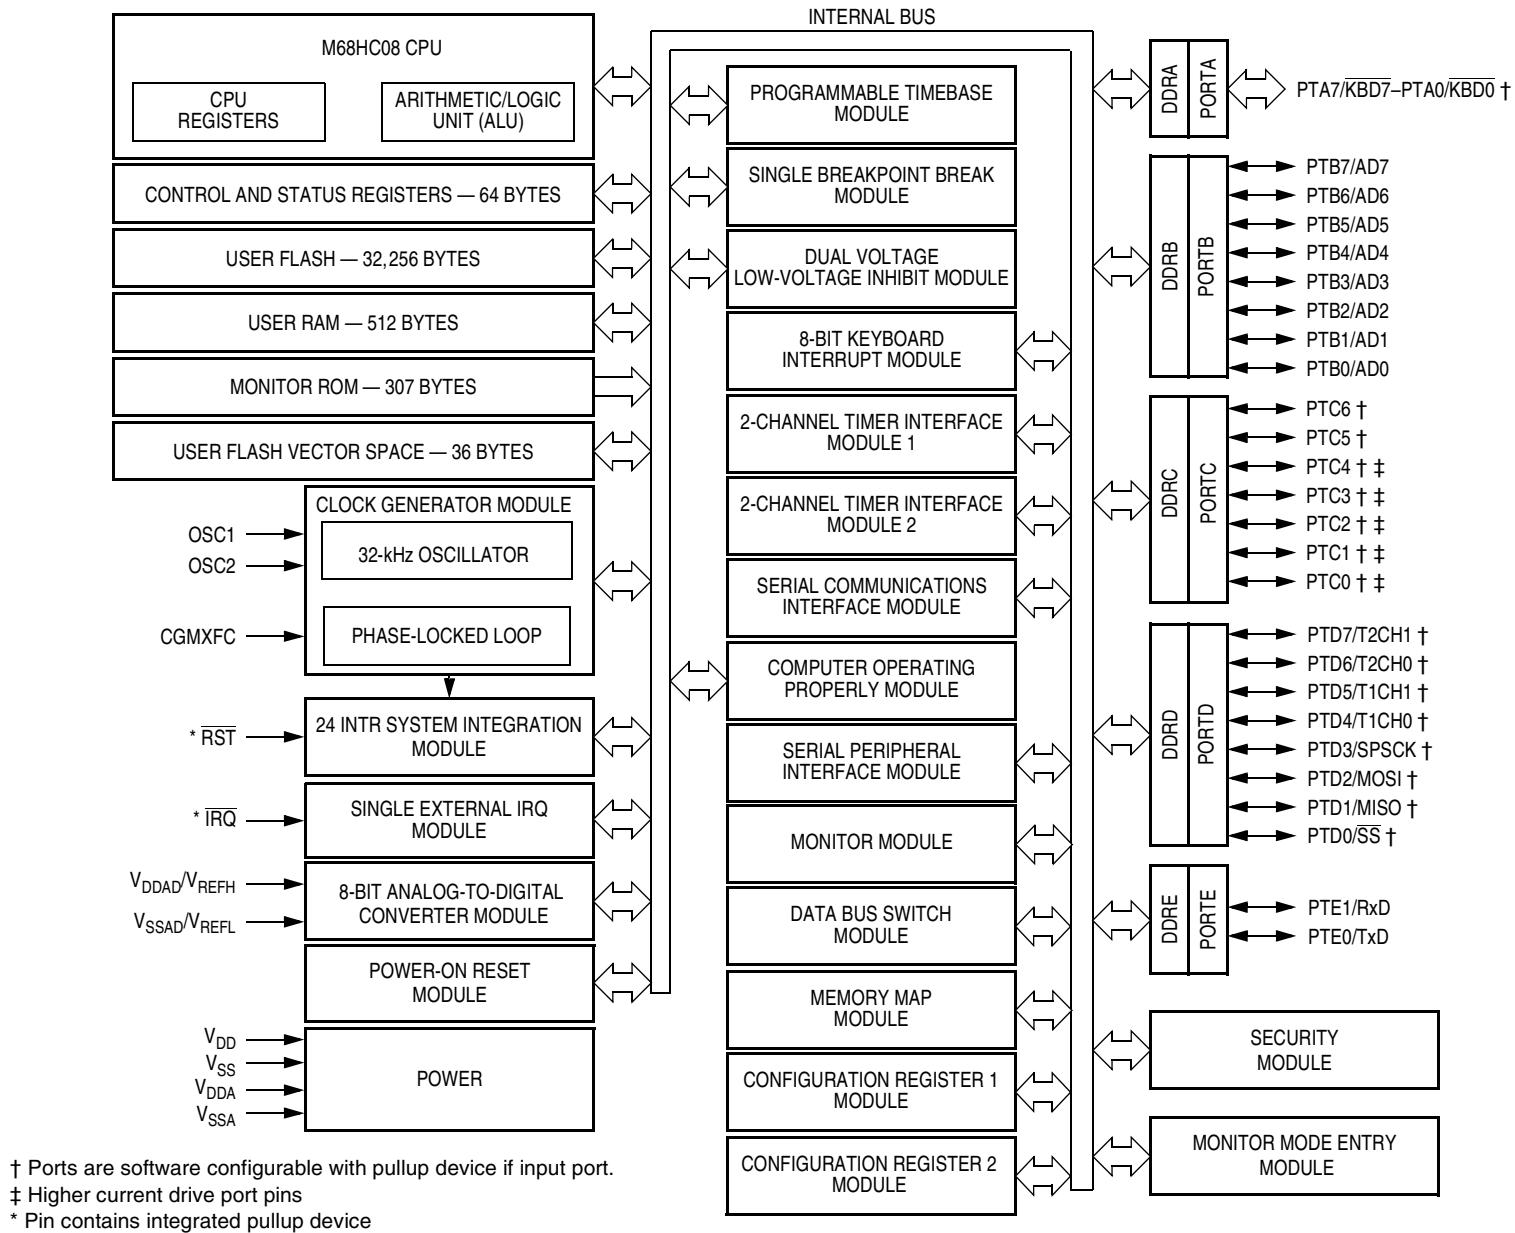 INTERNAL BUS
M68HC08 CPU
CPU
REGISTERS
ARITHMETIC/LOGIC
UNIT (ALU)
CONTROL AND STATUS REGISTERS — 64 BYTES
USER FLASH — 32,256 BYTES
USER RAM — 512 BYTES
MONITOR ROM — 307 BYTES
USER FLASH VECTOR SPACE — 36 BYTES
CLOCK GENERATOR MODULE
32-kHz OSCILLATOR
PHASE-LOCKED LOOP
OSC1
OSC2
CGMXFC
24 INTR SYSTEM INTEGRATION
MODULE
* RST
SINGLE EXTERNAL IRQ
MODULE
* IRQ
8-BIT ANALOG-TO-DIGITAL
CONVERTER MODULE
VDDAD/VREFH
VSSAD/VREFL
POWER-ON RESET
MODULE
POWER
VDD
VSS
VDDA
VSSA
PROGRAMMABLE TIMEBASE
MODULE
SINGLE BREAKPOINT BREAK
MODULE
DUAL VOLTAGE
LOW-VOLTAGE INHIBIT MODULE
8-BIT KEYBOARD
INTERRUPT MODULE
2-CHANNEL TIMER INTERFACE
MODULE 1
2-CHANNEL TIMER INTERFACE
MODULE 2
SERIAL COMMUNICATIONS
INTERFACE MODULE
COMPUTER OPERATING
PROPERLY MODULE
SERIAL PERIPHERAL
INTERFACE MODULE
MONITOR MODULE
DATA BUS SWITCH
MODULE
MEMORY MAP
MODULE
CONFIGURATION REGISTER 1
MODULE
CONFIGURATION REGISTER 2
MODULE
DDRA
PORTA
PTA7/KBD7–PTA0/KBD0 †
DDRB
PORTB
PTB7/AD7
PTB6/AD6
PTB5/AD5
PTB4/AD4
PTB3/AD3
PTB2/AD2
PTB1/AD1
PTB0/AD0
DDRC
PORTC
PTC6 †
PTC5 †
PTC4 † ‡
PTC3 † ‡
PTC2 † ‡
PTC1 † ‡
PTC0 † ‡
DDRD
PORTD
PTD7/T2CH1 †
PTD6/T2CH0 †
PTD5/T1CH1 †
PTD4/T1CH0 †
PTD3/SPSCK †
PTD2/MOSI †
PTD1/MISO †
PTD0/SS †
DDRE
PORTE
PTE1/RxD
PTE0/TxD
SECURITY
MODULE
MONITOR MODE ENTRY
MODULE
† Ports are software configurable with pullup device if input port.
‡ Higher current drive port pins
* Pin contains integrated pullup device